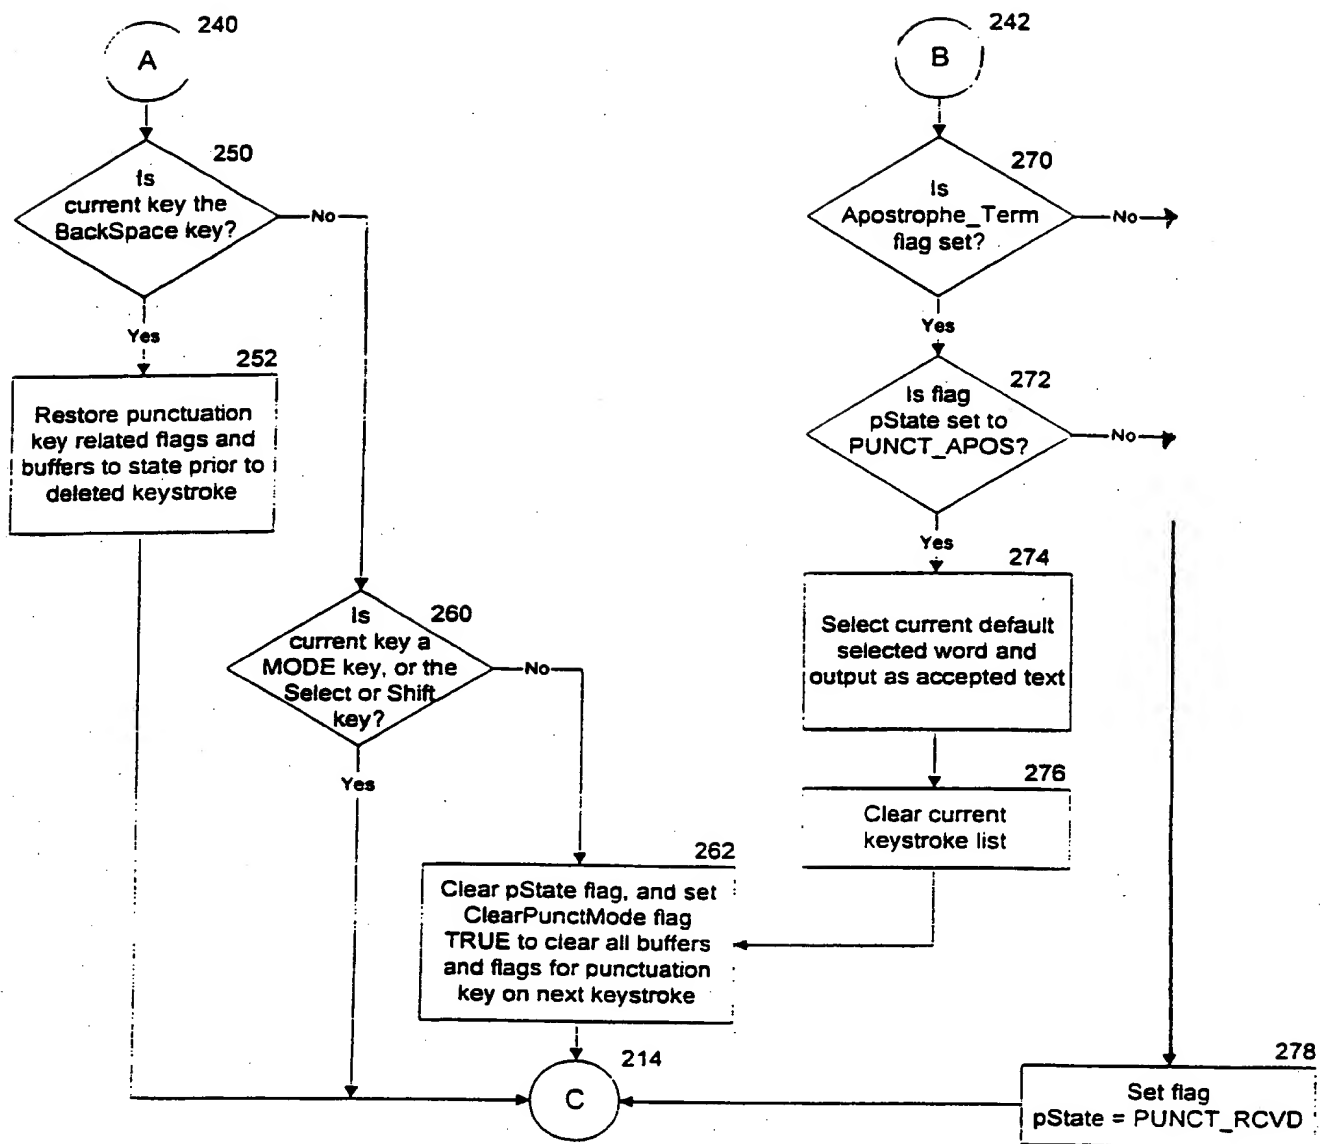 240
A
250
Is
current key the
BackSpace key?
No
Yes
252
Restore punctuation
key related flags and
buffers to state prior to
deleted keystroke
260
Is
current key a
MODE key, or the
Select or Shift
key?
No
Yes
262
Clear pState flag, and set
ClearPunctMode flag
TRUE to clear all buffers
and flags for punctuation
key on next keystroke
214
C
242
B
270
Is
Apostrophe_Term
flag set?
No
Yes
272
Is flag
pState set to
PUNCT_APOS?
No
Yes
274
Select current default
selected word and
output as accepted text
276
Clear current
keystroke list
278
Set flag
pState = PUNCT_RCVD